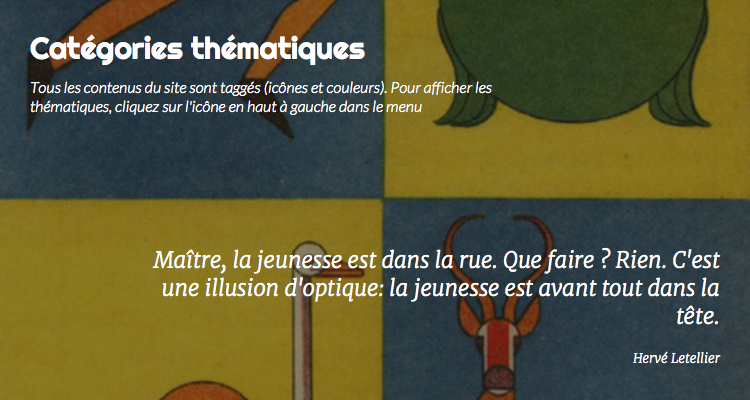 Catégories thématiques
Tous les contenus du site sont taggés (icônes et couleurs). Pour afficher les
thématiques, cliquez sur l'icône en haut à gauche dans le menu
Maître, la jeunesse est dans la rue. Que faire ? Rien. C'est
une illusion d'optique: la jeunesse est avant tout dans la
tête.
Hervé Letellier